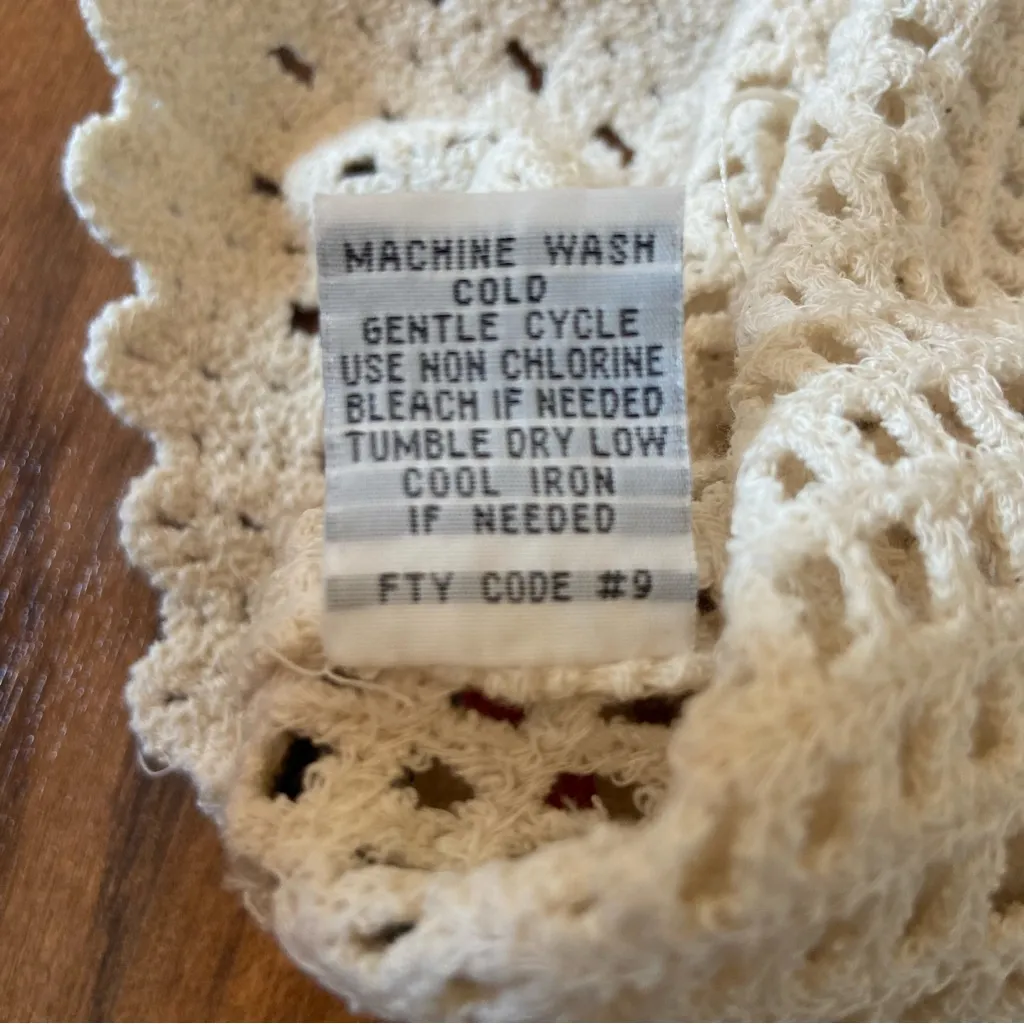 MACHINE WASH
COLD
GENTLE CYCLE
USE NON CHLORINE
BLEACH IF NEEDED
TUMBLE DRY LOW
COOL IRON
IF NEEDED
FTY CODE #9